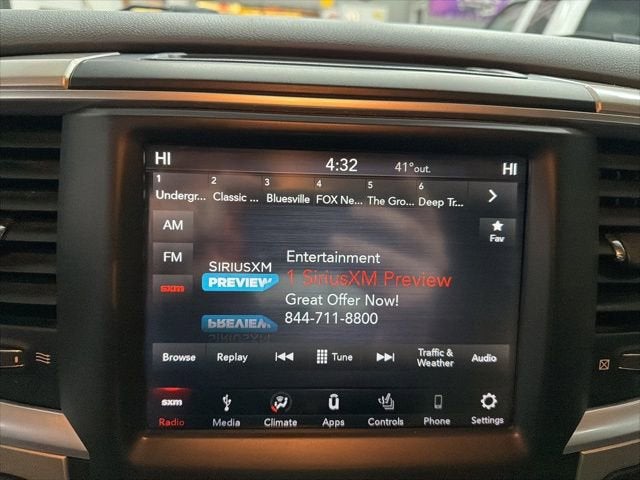 HI 4:32 41°out. HI
1 2 3 4 5 6
Undergr... Classic ... Bluesville FOX Ne... The Gro... Deep Tr...
AM
Fav
FM
Entertainment
SIRIUSXM
1 SiriusXM Preview
PREVIEW
sxm
Great Offer Now!
844-711-8800
Browse Replay Tune Traffic & Weather Audio
sxm
Radio Media Climate Apps Controls Phone Settings